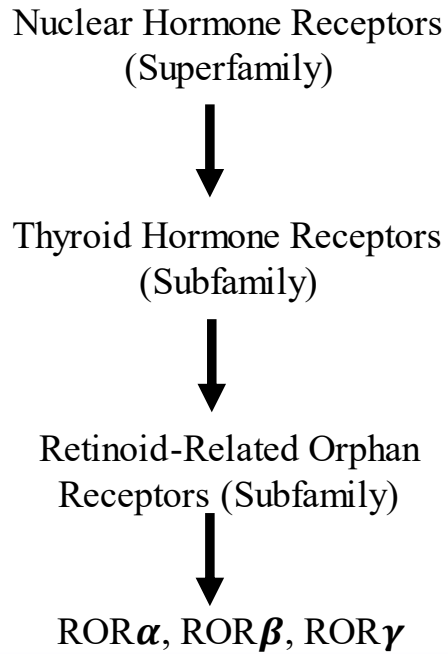 Nuclear Hormone Receptors
(Superfamily)
Thyroid Hormone Receptors
(Subfamily)
Retinoid-Related Orphan
Receptors (Subfamily)
RORα, RORβ, RORγ